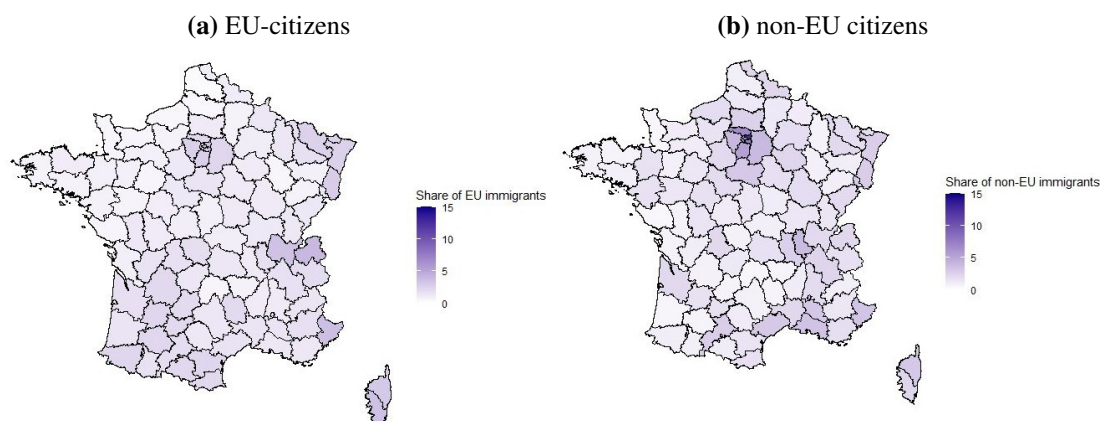 (a) EU-citizens
(b) non-EU citizens
Share of EU immigrants
15
10
5
0
Share of non-EU immigrants
15
10
5
0